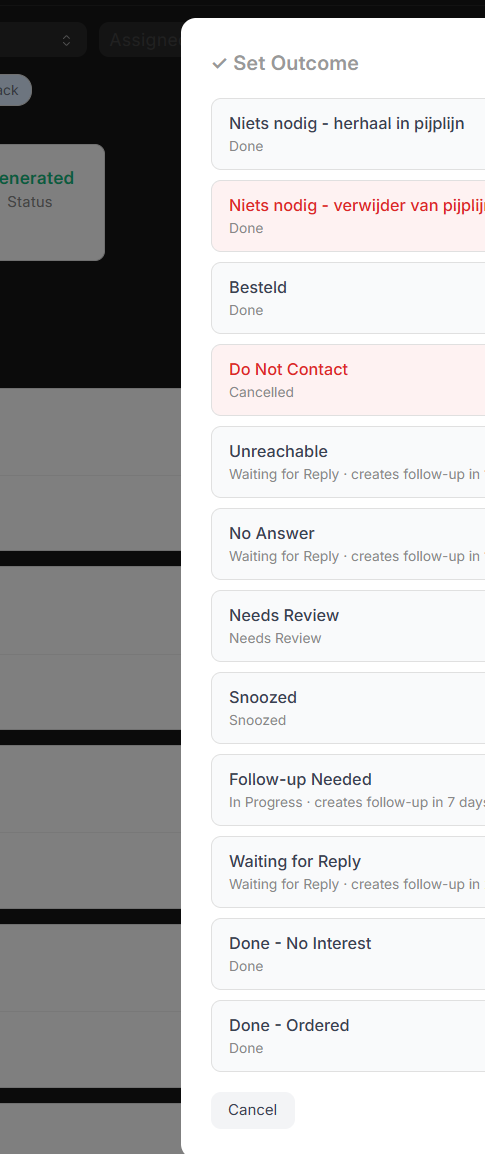 Assigne
ack
enerated
Status
✓ Set Outcome
Niets nodig - herhaal in pijplijn
Done
Niets nodig - verwijder van pijplij
Done
Besteld
Done
Do Not Contact
Cancelled
Unreachable
Waiting for Reply · creates follow-up in
No Answer
Waiting for Reply · creates follow-up in
Needs Review
Needs Review
Snoozed
Snoozed
Follow-up Needed
In Progress · creates follow-up in 7 days
Waiting for Reply
Waiting for Reply · creates follow-up in
Done - No Interest
Done
Done - Ordered
Done
Cancel